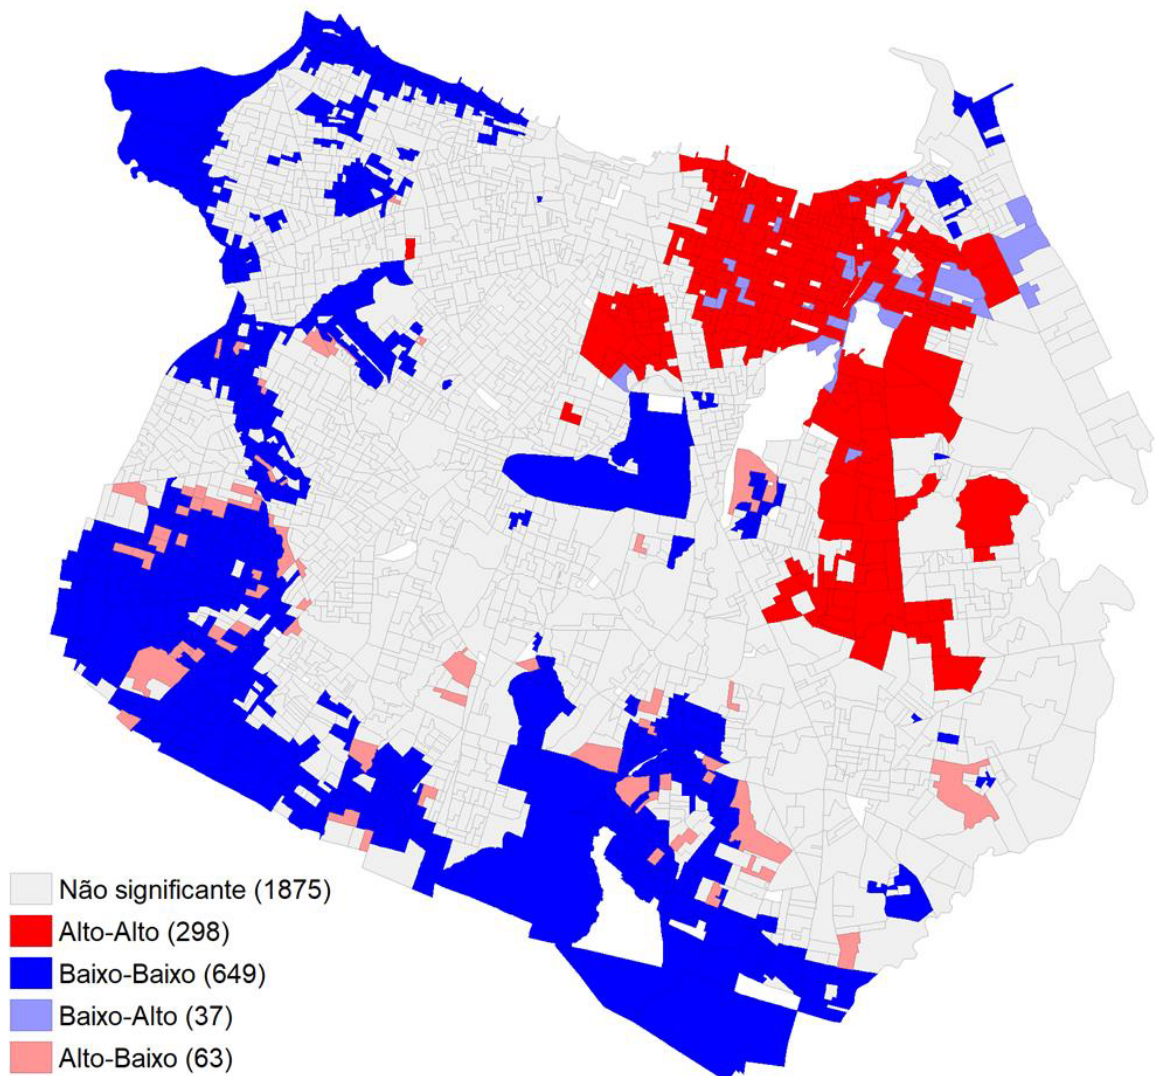 Não significante (1875)
Alto-Alto (298)
Baixo-Baixo (649)
Baixo-Alto (37)
Alto-Baixo (63)